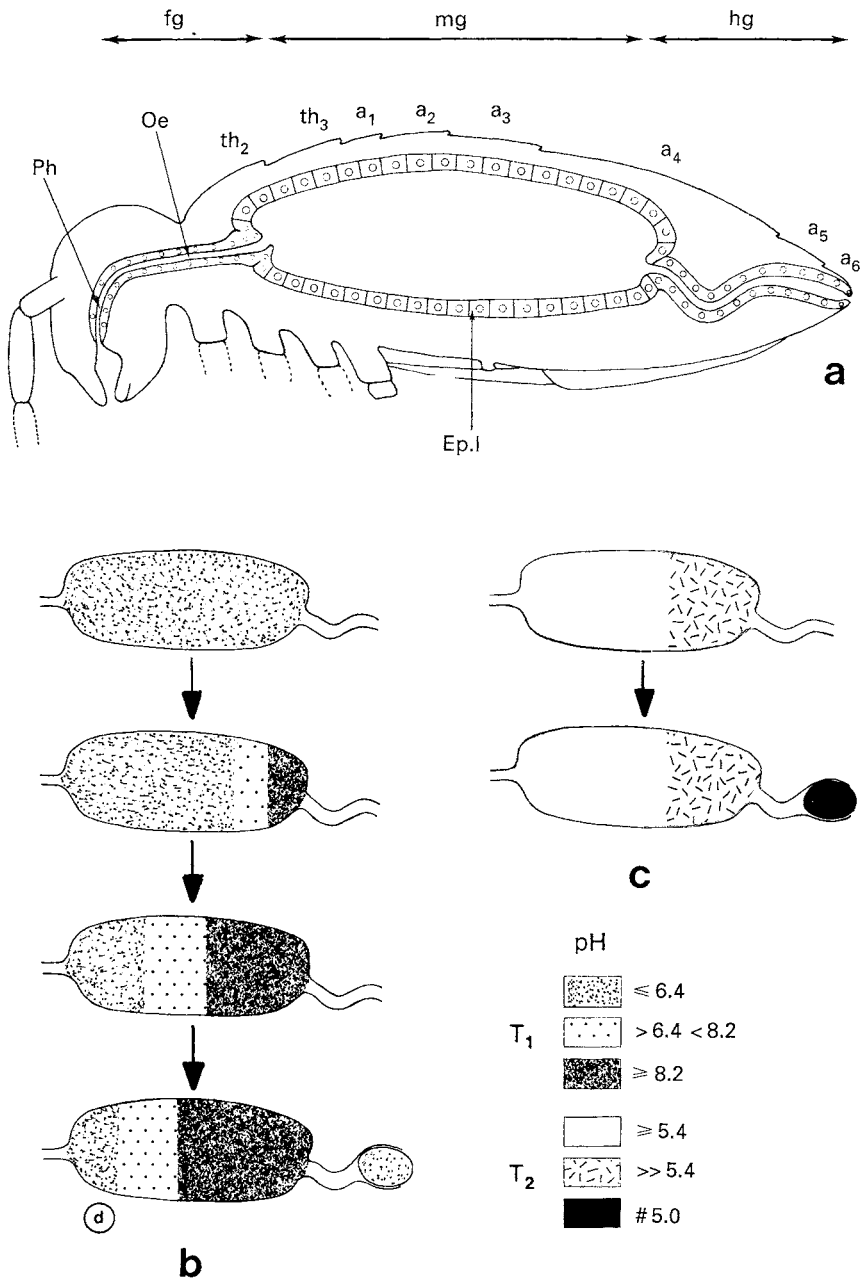 fg mg hg
th2 th3 a1 a2 a3 a4 a5 a6
Oe
Ph
a
Ep.l
c
pH
≤ 6.4
T1 > 6.4 < 8.2
≥ 8.2
≥ 5.4
T2 >> 5.4
# 5.0
d
b